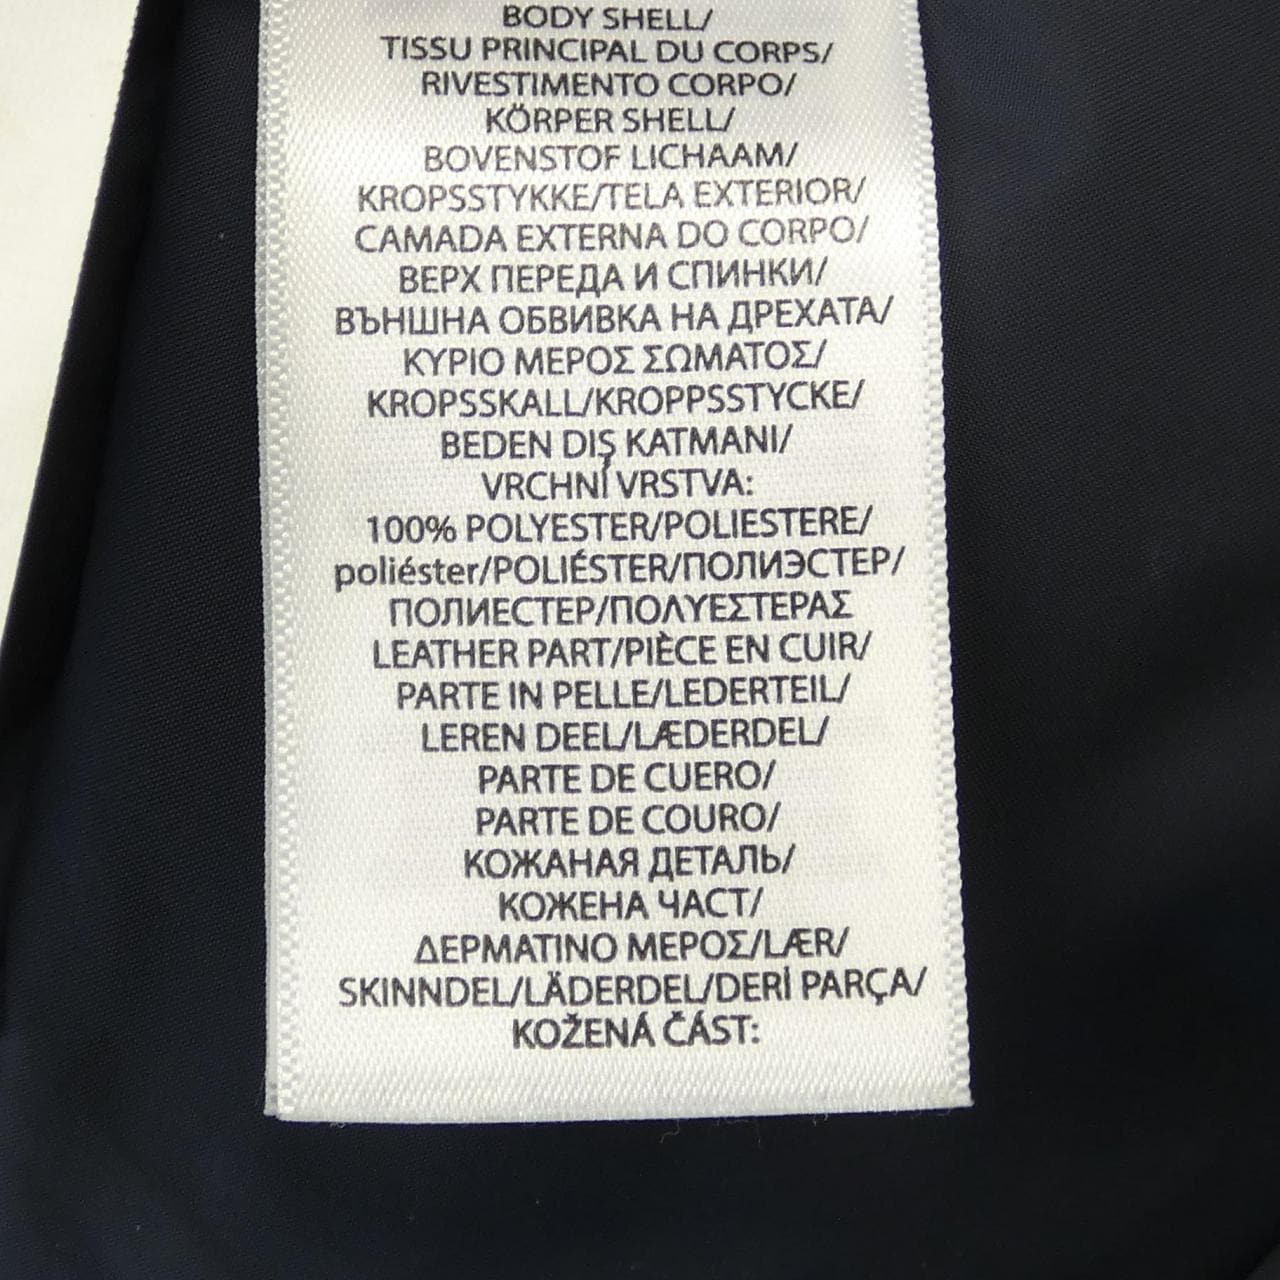 BODY SHELL/
TISSU PRINCIPAL DU CORPS/
RIVESTIMENTO CORPO/
KÖRPER SHELL/
BOVENSTOF LICHAAM/
KROPSSTYKKE/TELA EXTERIOR/
CAMADA EXTERNA DO CORPO/
ВЕРХ ПЕРЕДА И СПИНКИ/
ВЪНШНА ОБВИВКА НА ДРЕХАТА/
ΚΥΡΙΟ ΜΕΡΟΣ ΣΩΜΑΤΟΣ/
KROPSSKALL/KROPPSSTYCKE/
BEDEN DIŞ KATMANI/
VRCHNÍ VRSTVA:
100% POLYESTER/POLIESTERE/
poliéster/POLIÉSTER/ПОЛИЭСТЕР/
ПОЛИЕСТЕР/ΠΟΛΥΕΣΤΕΡΑΣ
LEATHER PART/PIÈCE EN CUIR/
PARTE IN PELLE/LEDERTEIL/
LEREN DEEL/LÆDERDEL/
PARTE DE CUERO/
PARTE DE COURO/
КОЖАНАЯ ДЕТАЛЬ/
КОЖЕНА ЧАСТ/
ΔΕΡΜΑΤΙΝΟ ΜΕΡΟΣ/LÆR/
SKINNDEL/LÄDERDEL/DERİ PARÇA/
KOŽENÁ ČÁST: